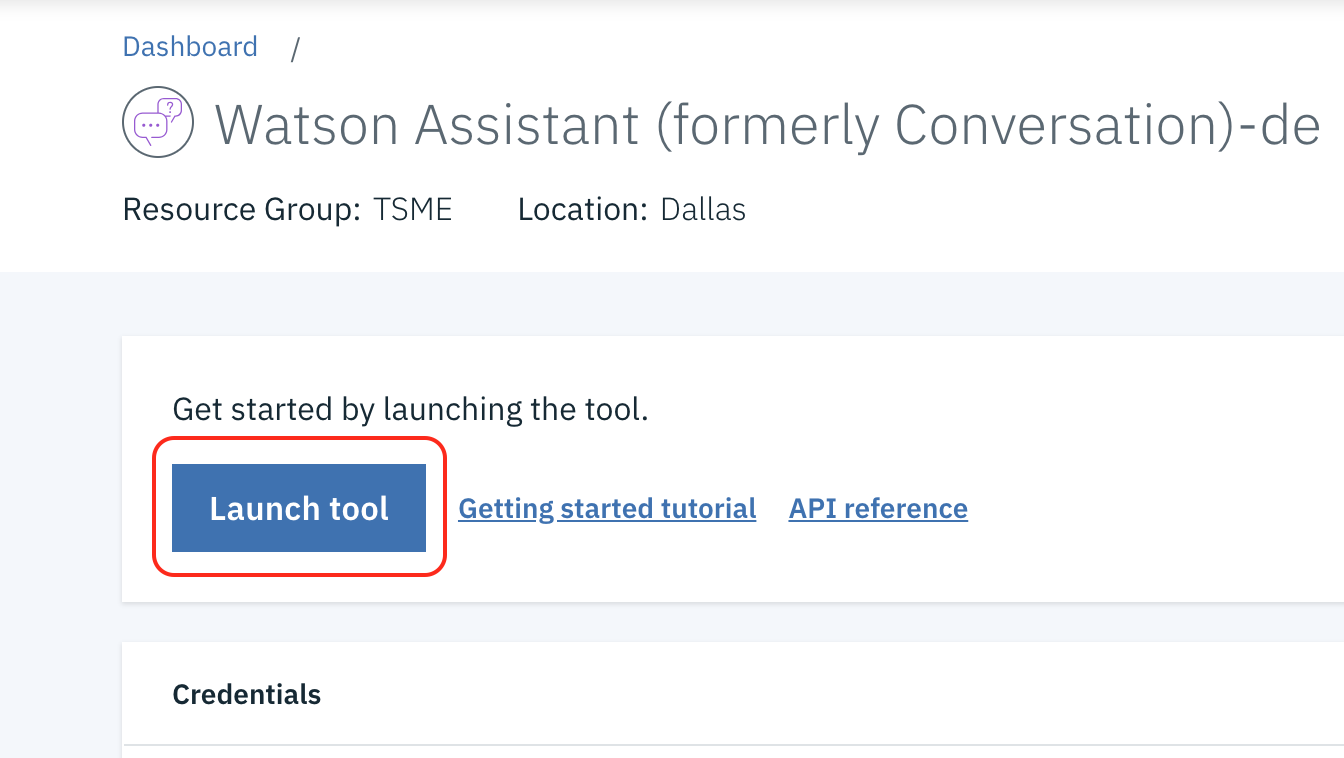 Dashboard /
Watson Assistant (formerly Conversation)-de
Resource Group: TSME Location: Dallas
Get started by launching the tool.
Launch tool Getting started tutorial API reference
Credentials